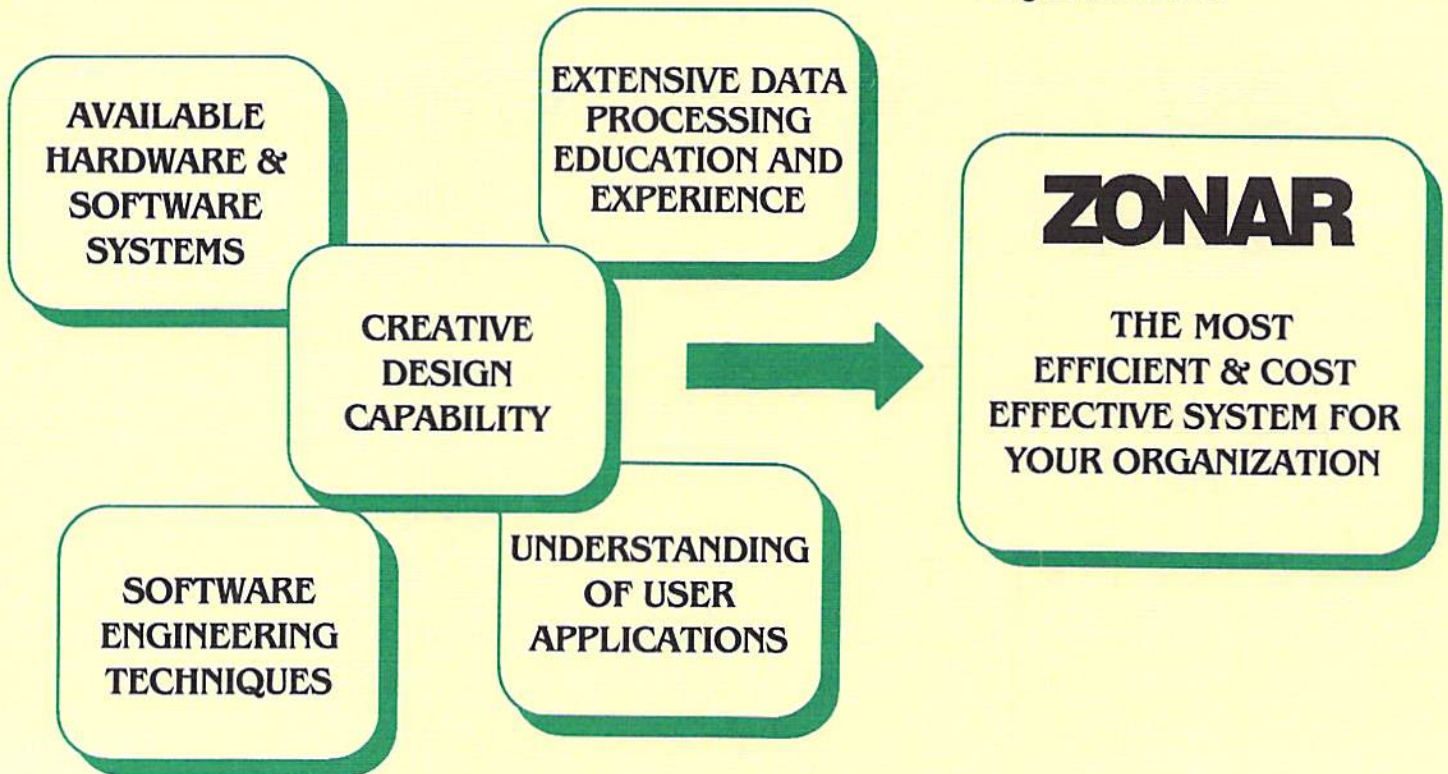 AVAILABLE
HARDWARE &
SOFTWARE
SYSTEMS
EXTENSIVE DATA
PROCESSING
EDUCATION AND
EXPERIENCE
CREATIVE
DESIGN
CAPABILITY
SOFTWARE
ENGINEERING
TECHNIQUES
UNDERSTANDING
OF USER
APPLICATIONS
ZONAR
THE MOST
EFFICIENT & COST
EFFECTIVE SYSTEM FOR
YOUR ORGANIZATION